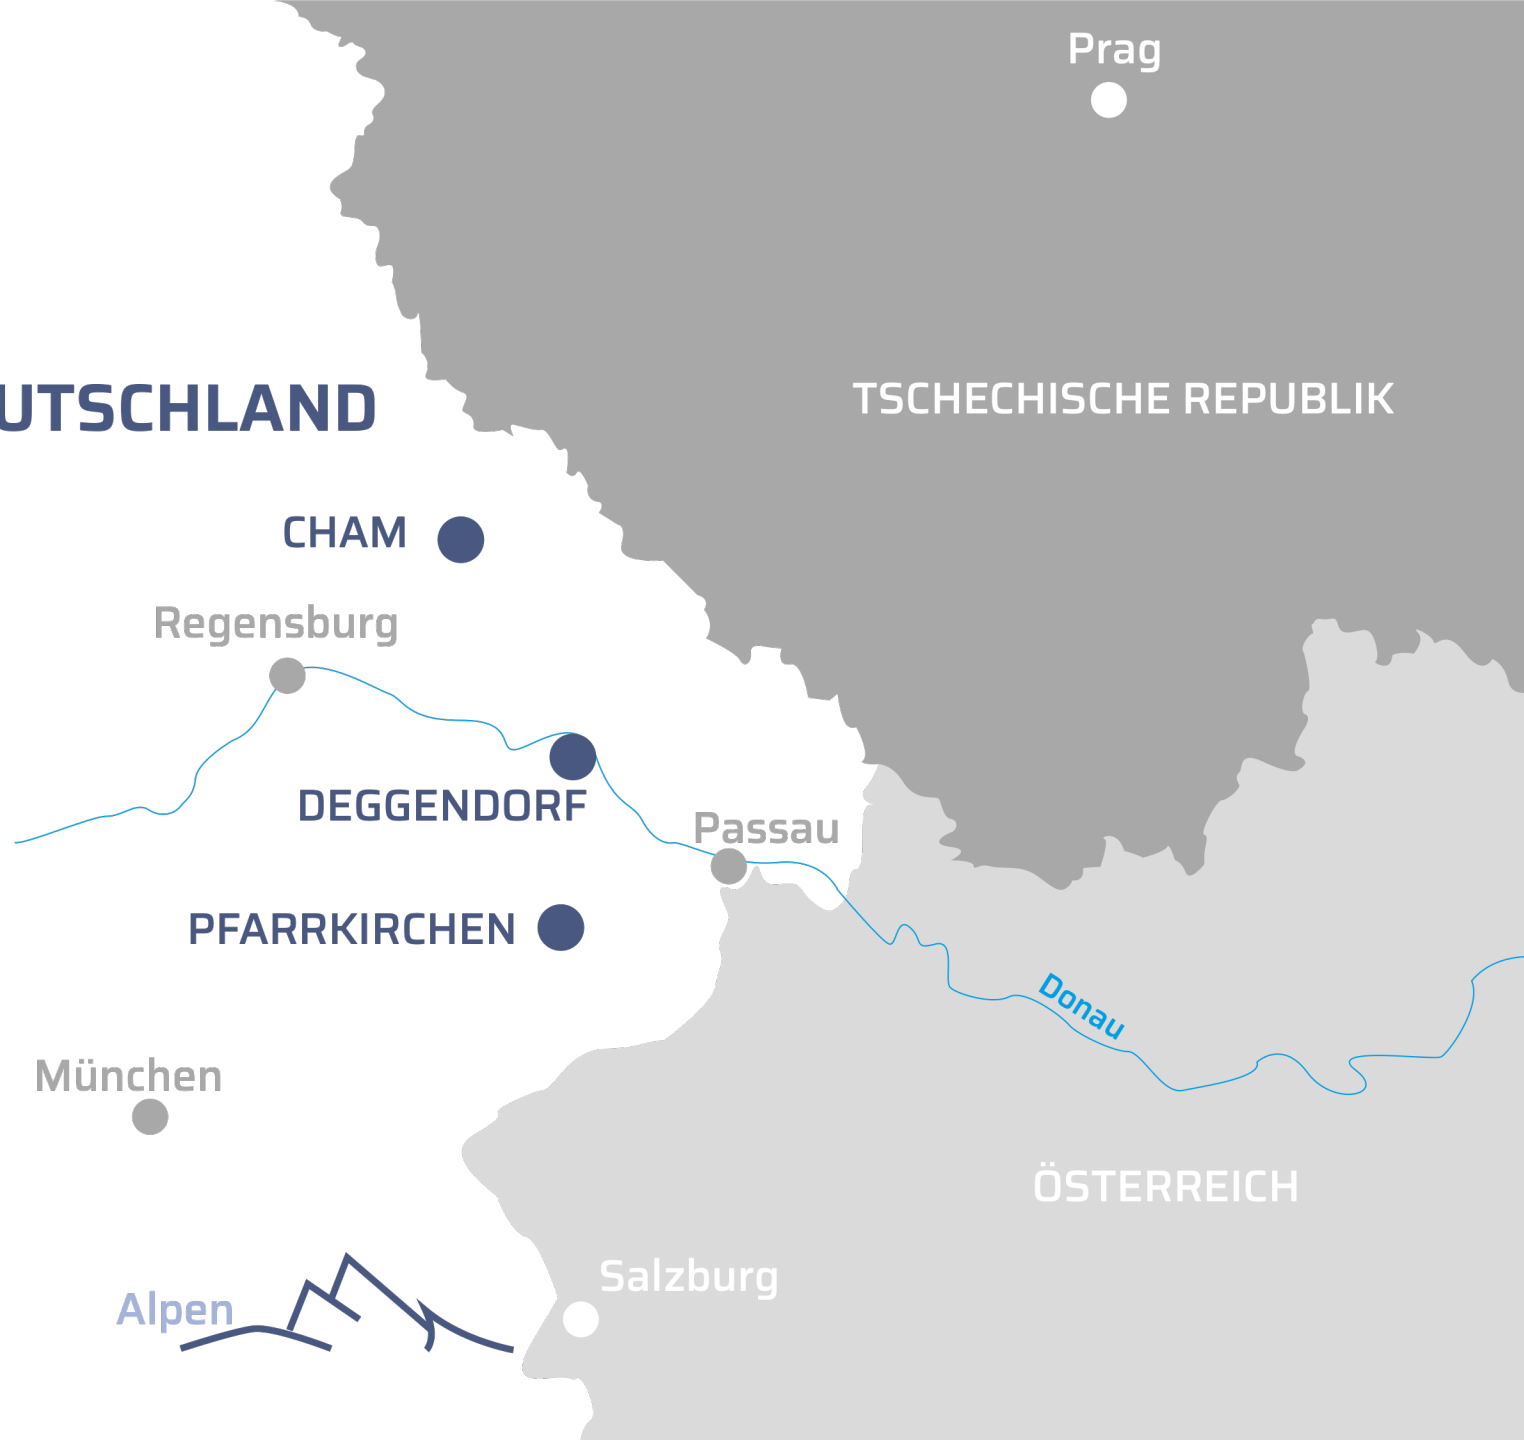 Prag
UTSCHLAND
TSCHECHISCHE REPUBLIK
CHAM
Regensburg
DEGGENDORF
Passau
PFARRKIRCHEN
Donau
München
ÖSTERREICH
Salzburg
Alpen